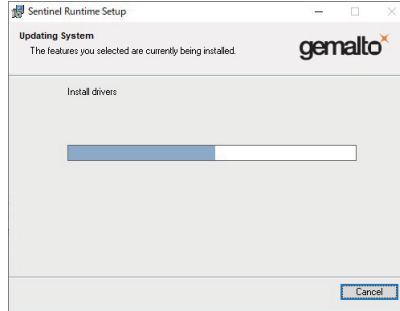 Sentinel Runtime Setup
Updating System
The features you selected are currently being installed.
gemalto
Install drivers
Cancel